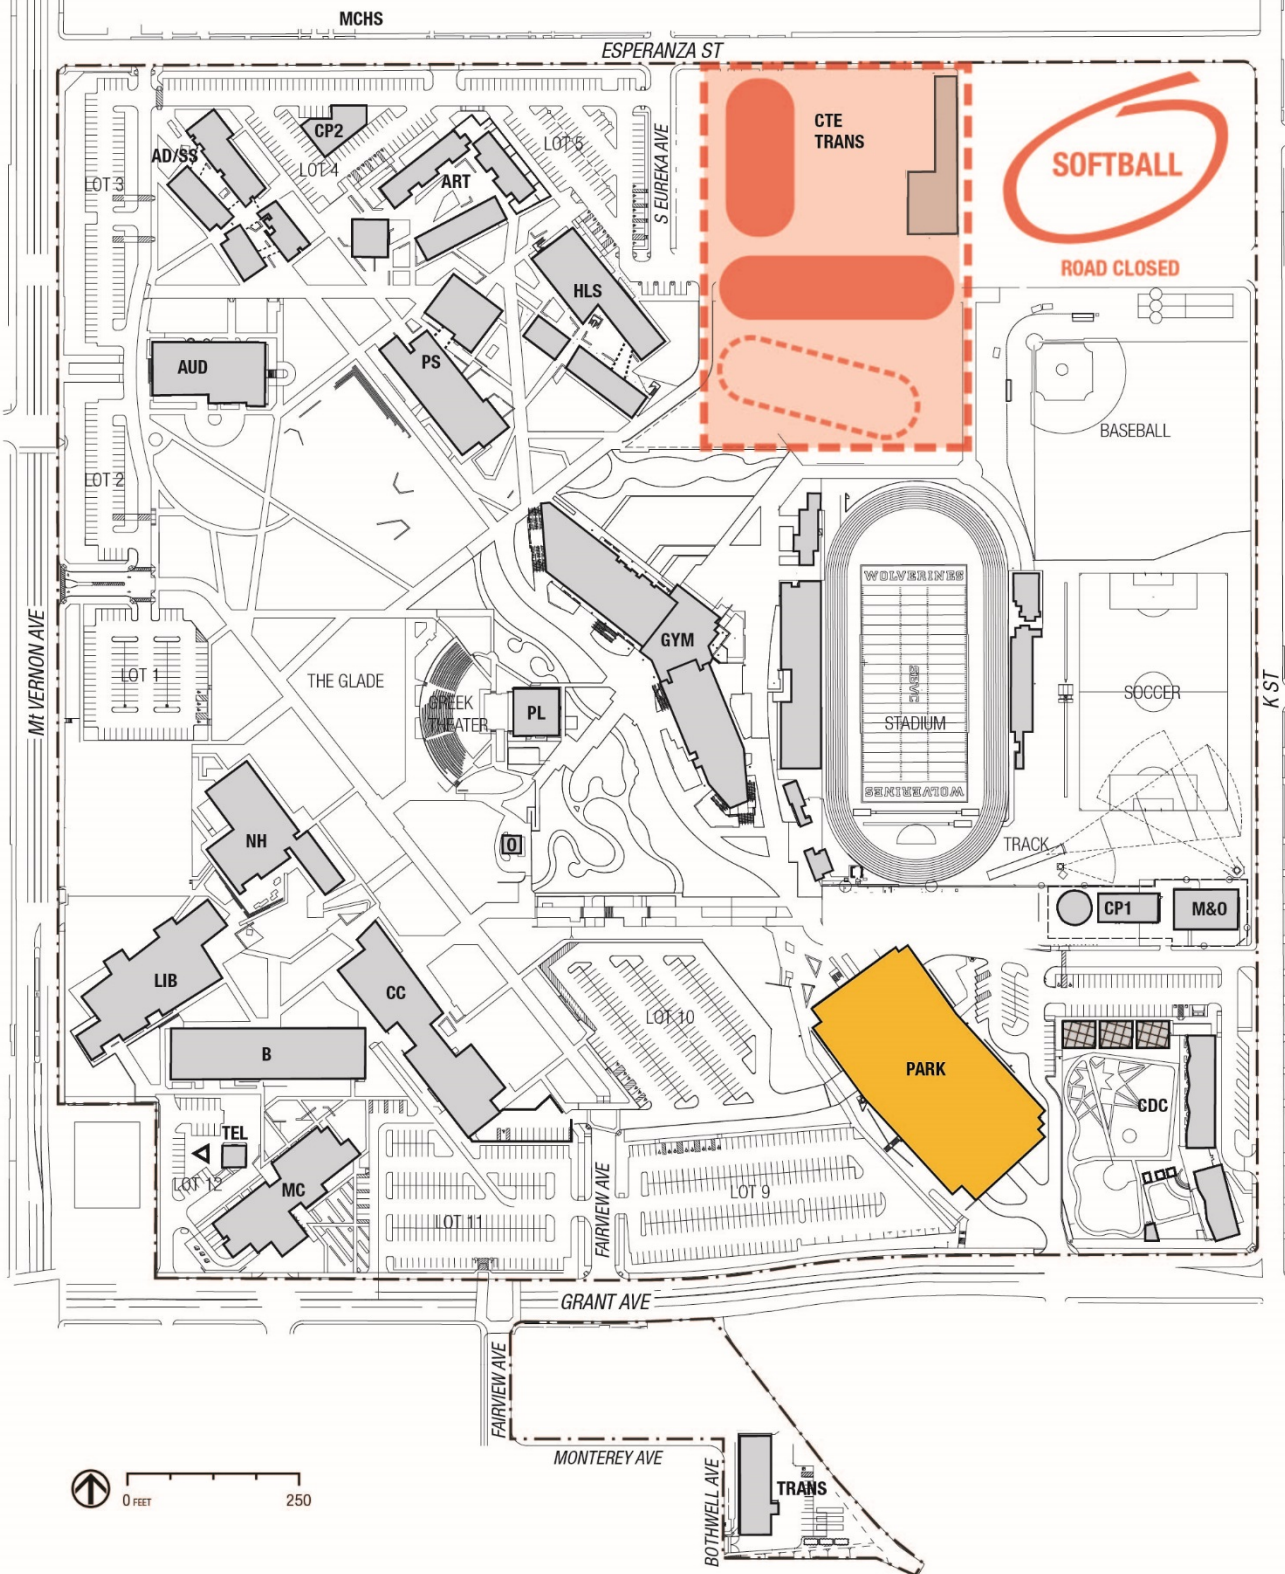 MCHS
ESPERANZA ST
CP2
AD/SS
LOT 3
LOT 4
LOT 5
ART
S EUREKA AVE
CTE
TRANS
SOFTBALL
ROAD CLOSED
HLS
AUD
PS
BASEBALL
LOT 2
WOLVERINES
GYM
LOT 1
THE GLADE
GREEK
THEATER
PL
SBVC
STADIUM
SOCCER
Mt VERNON AVE
K ST
WOLVERINES
NH
O
TRACK
CP1
M&O
LIB
CC
LOT 10
B
PARK
CDC
TEL
LOT 12
MC
LOT 11
FAIRVIEW AVE
LOT 9
GRANT AVE
FAIRVIEW AVE
MONTEREY AVE
BOTHWELL AVE
TRANS
0 FEET
250